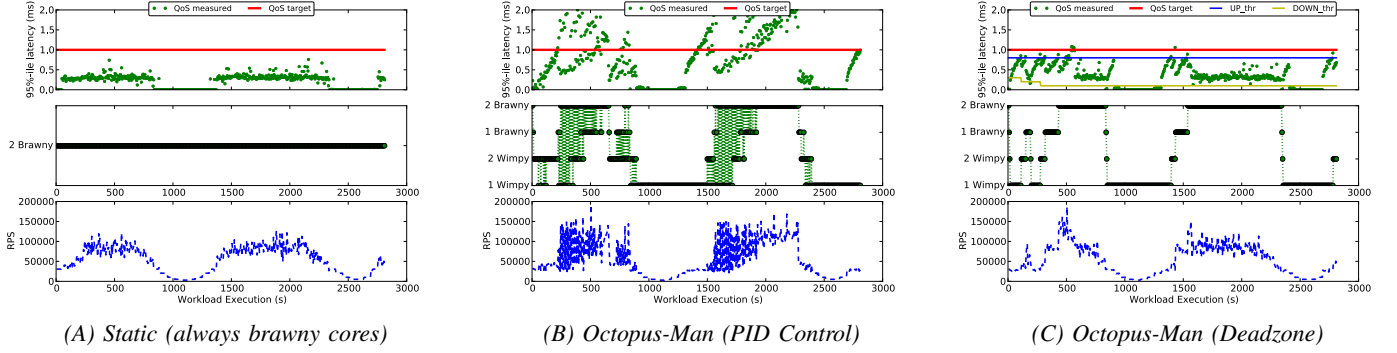 QoS measured QoS target
95%-ile latency (ms)
2.0
1.5
1.0
0.5
0.0
2 Brawny
200000
150000
100000
50000
0
RPS
0 500 1000 1500 2000 2500 3000
Workload Execution (s)
(A) Static (always brawny cores)
QoS measured QoS target
95%-ile latency (ms)
2.0
1.5
1.0
0.5
0.0
2 Brawny
1 Brawny
2 Wimpy
1 Wimpy
200000
150000
100000
50000
0
RPS
0 500 1000 1500 2000 2500 3000
Workload Execution (s)
(B) Octopus-Man (PID Control)
QoS measured QoS target UP_thr DOWN_thr
95%-ile latency (ms)
2.0
1.5
1.0
0.5
0.0
2 Brawny
1 Brawny
2 Wimpy
1 Wimpy
200000
150000
100000
50000
0
RPS
0 500 1000 1500 2000 2500 3000
Workload Execution (s)
(C) Octopus-Man (Deadzone)